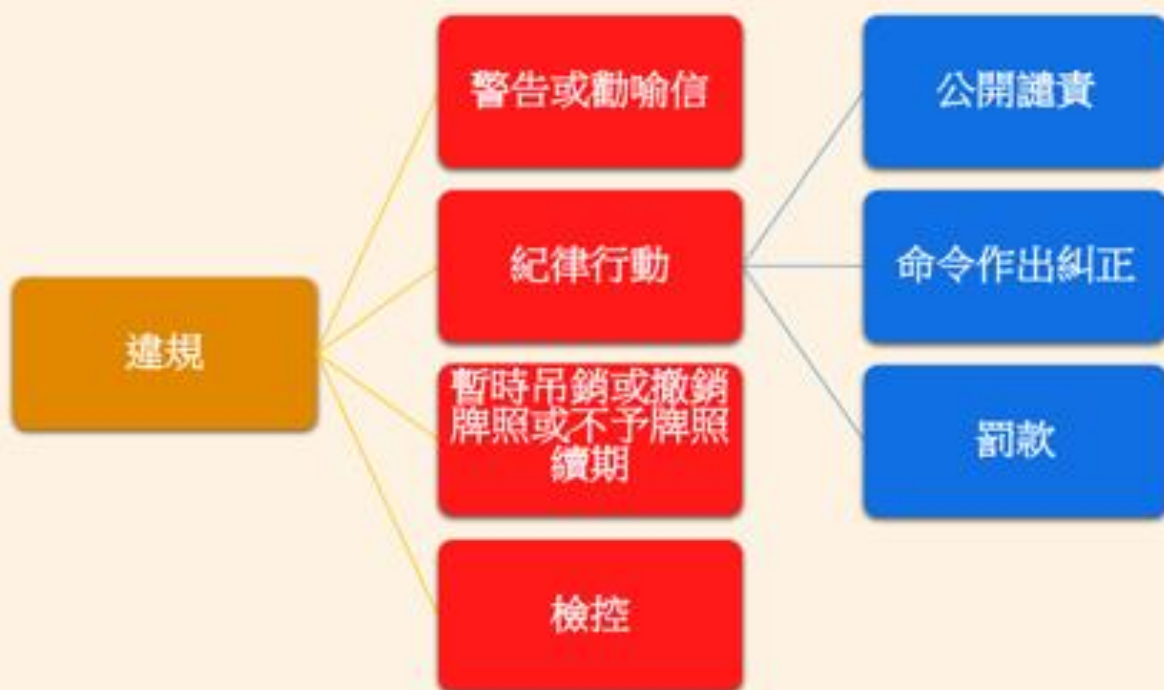 違規
警告或勸喻信
紀律行動
暫時吊銷或撤銷
牌照或不予牌照
續期
檢控
公開譴責
命令作出糾正
罰款